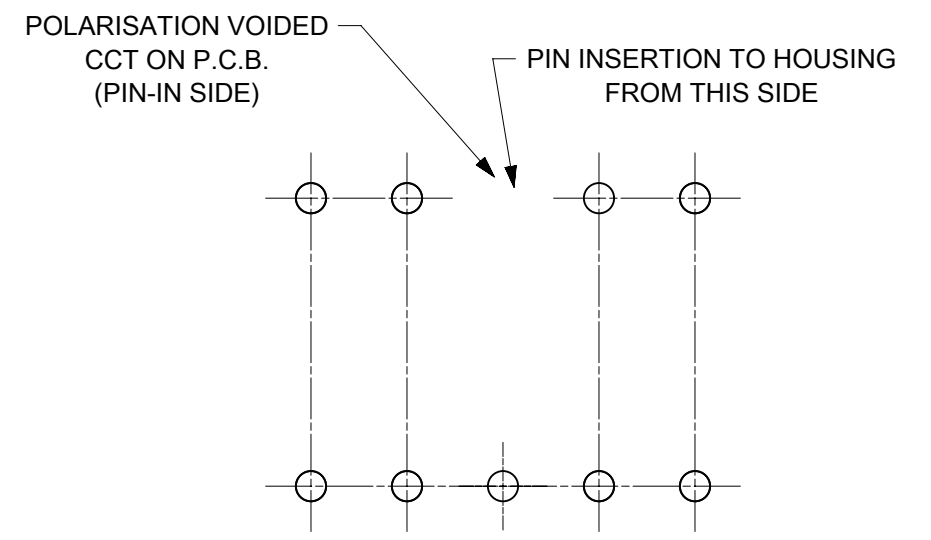 POLARISATION VOIDED
CCT ON P.C.B.
(PIN-IN SIDE)
PIN INSERTION TO HOUSING
FROM THIS SIDE